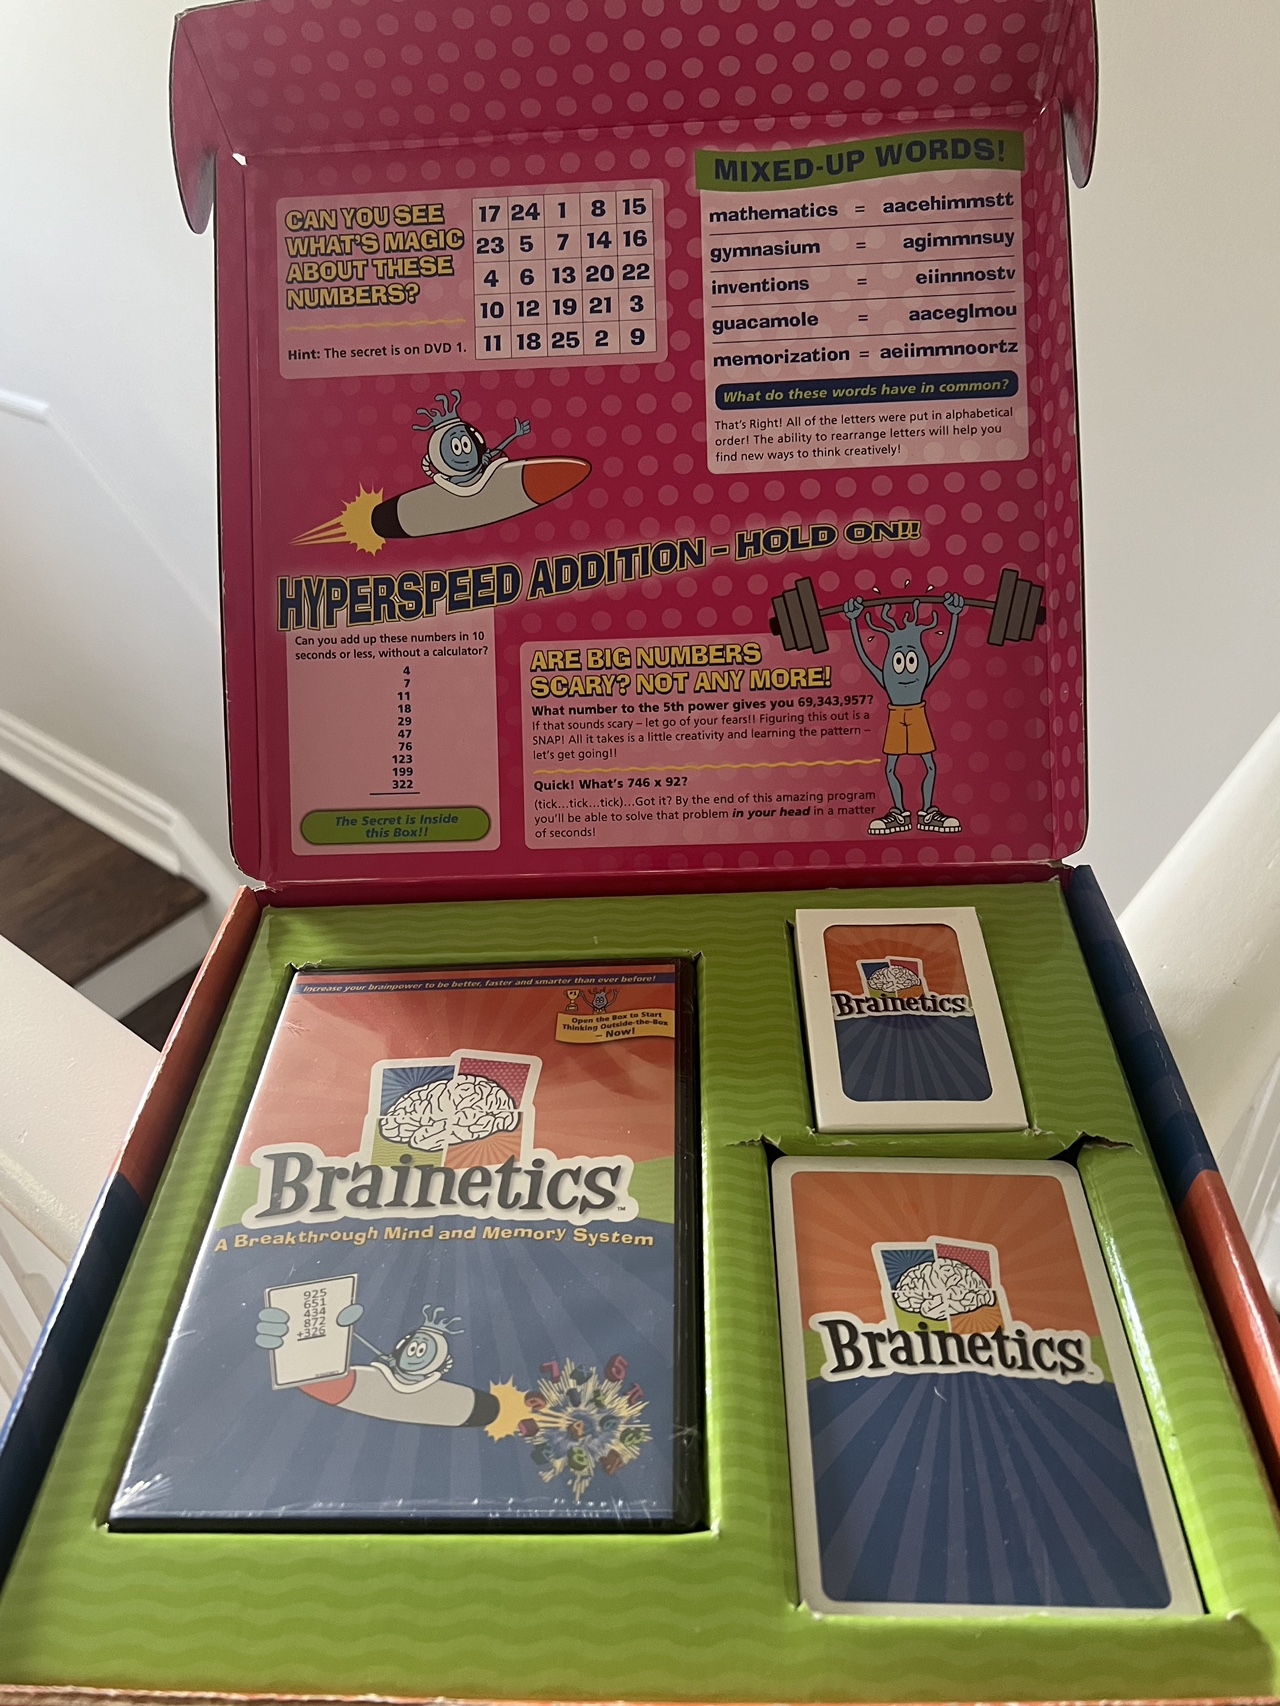 CAN YOU SEE
WHAT'S MAGIC
ABOUT THESE
NUMBERS?
Hint: The secret is on DVD 1.
17 24 1 8 15
23 5 7 14 16
4 6 13 20 22
10 12 19 21 3
11 18 25 2 9
MIXED-UP WORDS!
mathematics = aacehimmstt
gymnasium = agimmnsuy
inventions = eiinnnostv
guacamole = aaceglmou
memorization = aeiimmnoortz
What do these words have in common?
That's Right! All of the letters were put in alphabetical
order! The ability to rearrange letters will help you
find new ways to think creatively!
HYPERSPEED ADDITION - HOLD ON!!
Can you add up these numbers in 10
seconds or less, without a calculator?
4
7
11
18
29
47
76
123
199
322
The Secret is Inside
this Box!!
ARE BIG NUMBERS
SCARY? NOT ANY MORE!
What number to the 5th power gives you 69,343,957?
If that sounds scary – let go of your fears!! Figuring this out is a
SNAP! All it takes is a little creativity and learning the pattern –
let's get going!!
Quick! What's 746 x 92?
(tick...tick...tick)...Got it? By the end of this amazing program
you'll be able to solve that problem in your head in a matter
of seconds!
Increase your brainpower to be better, faster and smarter than ever before!
Open the Box to Start
Thinking Outside-the-Box
– Now!
Brainetics™
A Breakthrough Mind and Memory System
925
651
434
872
+326
Brainetics
Brainetics